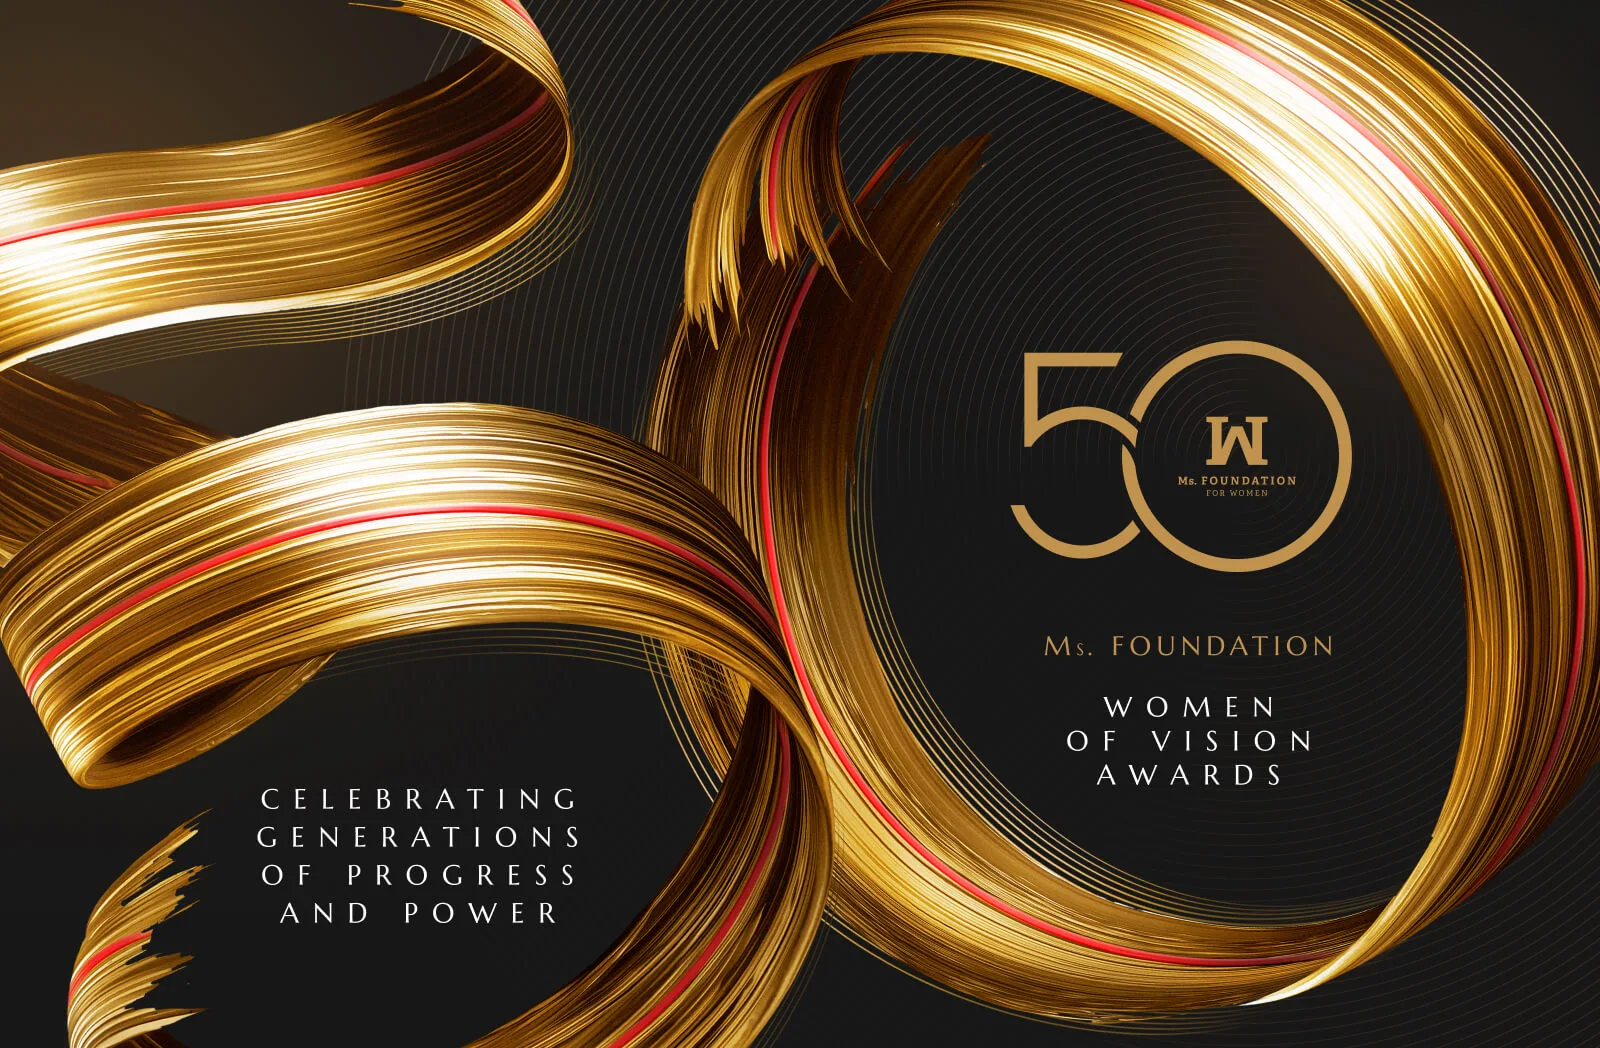 50
W
Ms. FOUNDATION
FOR WOMEN
Ms. FOUNDATION
WOMEN
OF VISION
AWARDS
CELEBRATING
GENERATIONS
OF PROGRESS
AND POWER